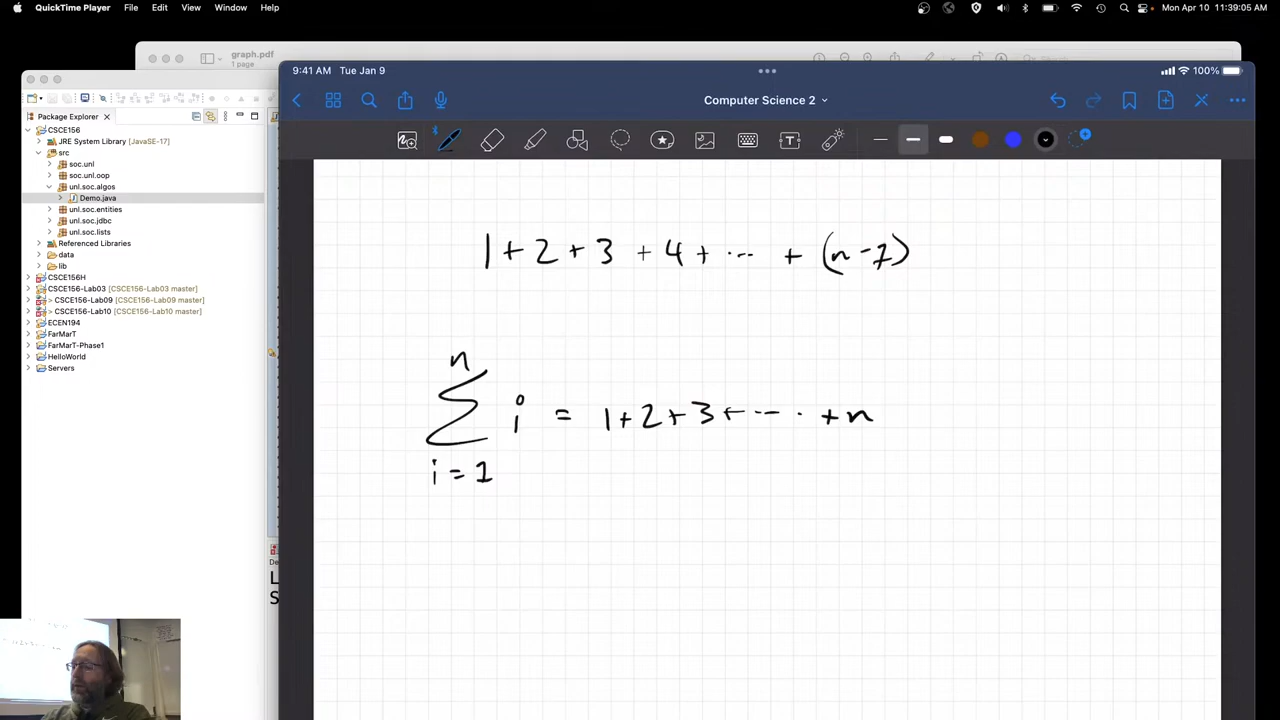 QuickTime Player File Edit View Window Help Mon Apr 10 11:39:05 AM
graph.pdf
1 page
Search
9:41 AM Tue Jan 9 100%
Computer Science 2
Package Explorer
CSCE156
JRE System Library [JavaSE-17]
src
soc.unl
soc.unl.oop
unl.soc.algos
Demo.java
unl.soc.entities
unl.soc.jdbc
unl.soc.lists
Referenced Libraries
data
lib
CSCE156H
CSCE156-Lab03 [CSCE156-Lab03 master]
> CSCE156-Lab09 [CSCE156-Lab09 master]
> CSCE156-Lab10 [CSCE156-Lab10 master]
ECEN194
FarMarT
FarMarT-Phase1
HelloWorld
Servers
De
L
S
1 + 2 + 3 + 4 + ... + (n - 1)
n
∑ i = 1 + 2 + 3 + ... + n
i = 1